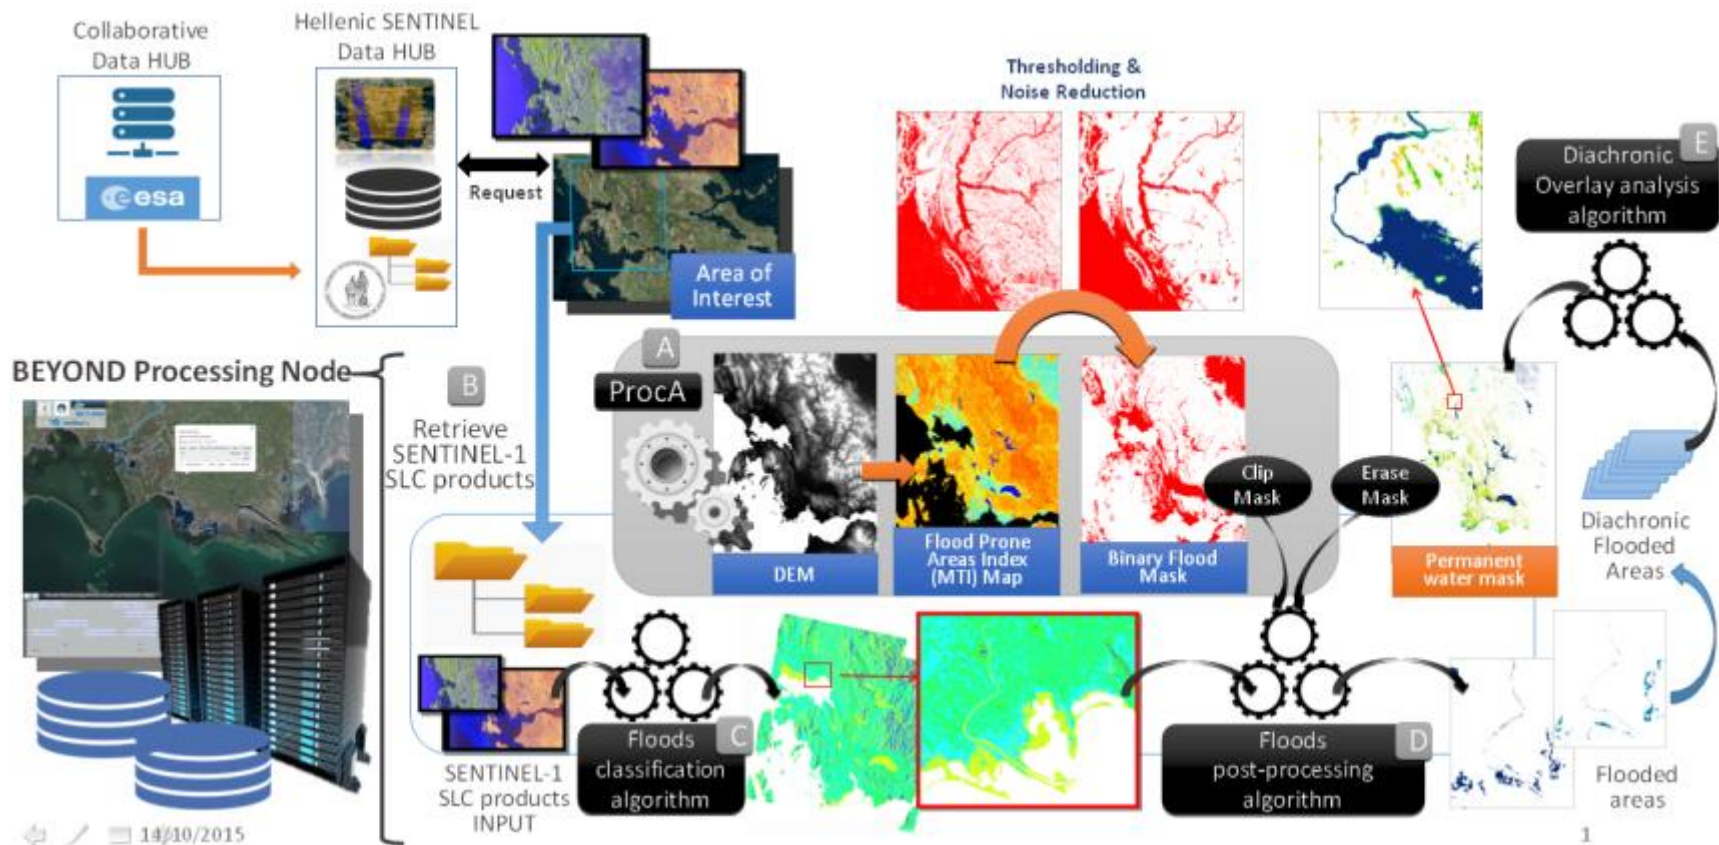 Collaborative
Data HUB
esa
Hellenic SENTINEL
Data HUB
Request
Area of
Interest
Thresholding &
Noise Reduction
E
Diachronic
Overlay analysis
algorithm
BEYOND Processing Node
B
Retrieve
SENTINEL-1
SLC products
A
ProcA
DEM
Flood Prone
Areas Index
(MTI) Map
Binary Flood
Mask
Clip
Mask
Erase
Mask
Permanent
water mask
Diachronic
Flooded
Areas
SENTINEL-1
SLC products
INPUT
C
Floods
classification
algorithm
D
Floods
post-processing
algorithm
Flooded
areas
14/10/2015
1